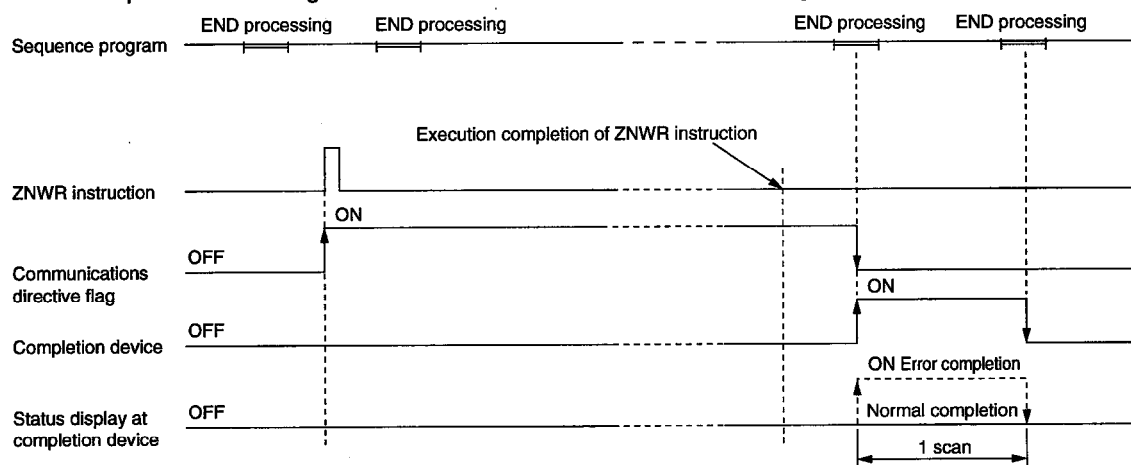 END processing
END processing
END processing
END processing
Sequence program
Execution completion of ZNWR instruction
ZNWR instruction
ON
OFF
Communications
directive flag
ON
OFF
Completion device
ON Error completion
OFF
Normal completion
Status display at
completion device
1 scan